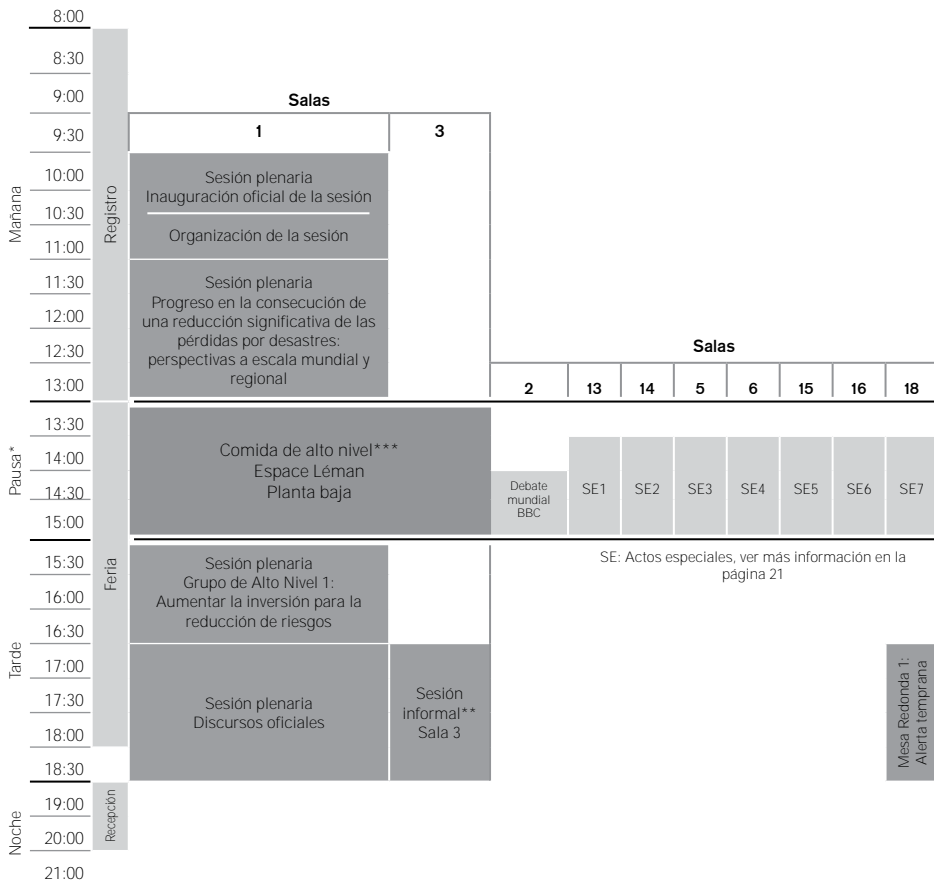 8:00
8:30
9:00
Salas
9:30
1
3
10:00
Sesión plenaria
Inauguración oficial de la sesión
10:30
Organización de la sesión
11:00
Mañana
Registro
11:30
Sesión plenaria
Progreso en la consecución de
12:00
una reducción significativa de las
pérdidas por desastres:
12:30
perspectivas a escala mundial y
regional
13:00
Salas
2
13
14
5
6
15
16
18
13:30
Pausa*
Comida de alto nivel***
14:00
Espace Léman
14:30
Planta baja
15:00
Debate
mundial
BBC
SE1
SE2
SE3
SE4
SE5
SE6
SE7
SE: Actos especiales, ver más información en la
página 21
15:30
Feria
Sesión plenaria
Grupo de Alto Nivel 1:
16:00
Aumentar la inversión para la
reducción de riesgos
16:30
Tarde
17:00
17:30
Sesión plenaria
Discursos oficiales
18:00
18:30
Sesión
informal**
Sala 3
Mesa Redonda 1:
Alerta temprana
Noche
19:00
Recepción
20:00
21:00